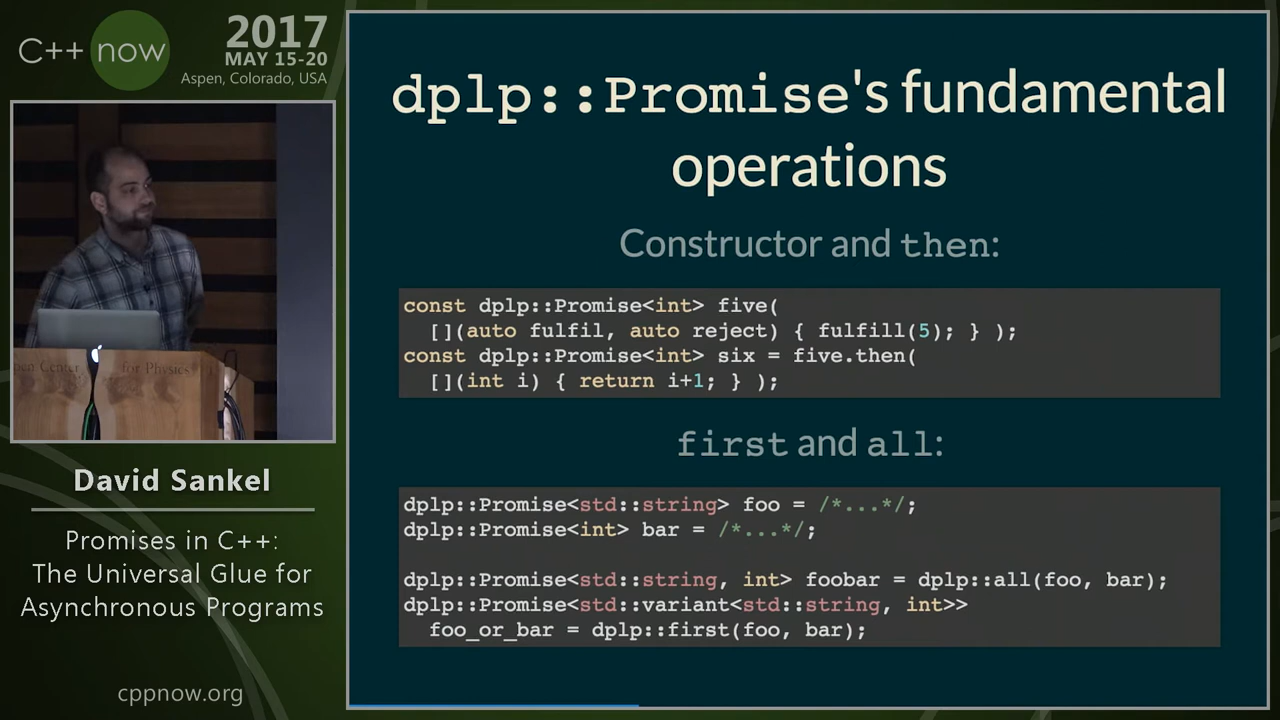 C++ now
2017
MAY 15-20
Aspen, Colorado, USA
pen Center for Physics
David Sankel
Promises in C++:
The Universal Glue for
Asynchronous Programs
cppnow.org
dplp::Promise's fundamental
operations
Constructor and then:
const dplp::Promise<int> five(
[](auto fulfil, auto reject) { fulfill(5); } );
const dplp::Promise<int> six = five.then(
[](int i) { return i+1; } );
first and all:
dplp::Promise<std::string> foo = /*...*/;
dplp::Promise<int> bar = /*...*/;
dplp::Promise<std::string, int> foobar = dplp::all(foo, bar);
dplp::Promise<std::variant<std::string, int>>
foo_or_bar = dplp::first(foo, bar);